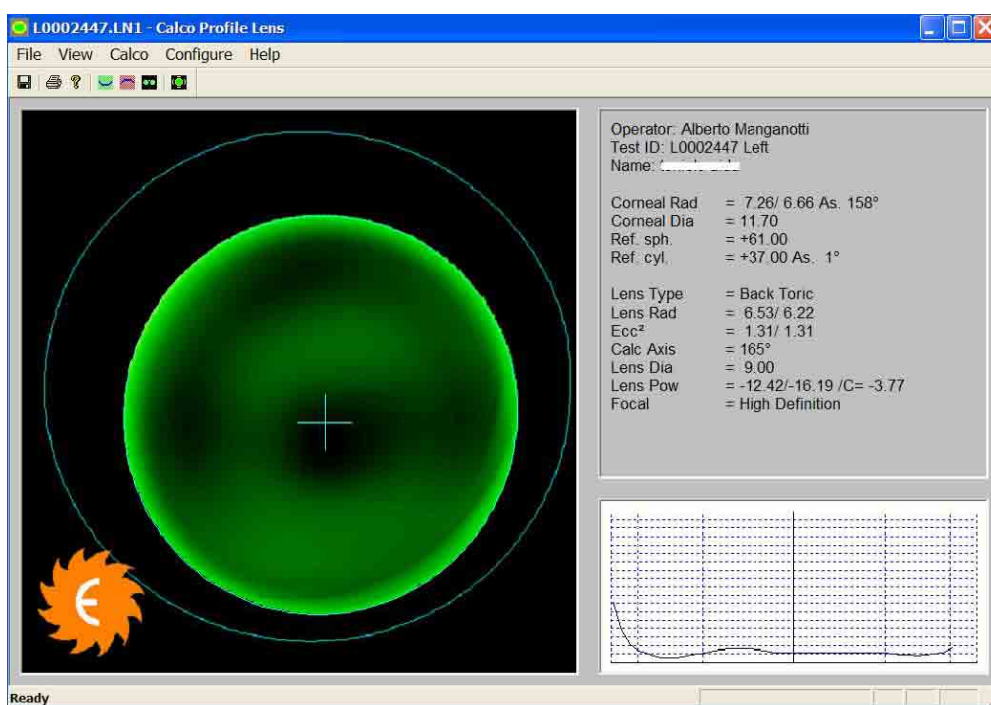 L0002447.LN1 - Calco Profile Lens
File View Calco Configure Help
Operator: Alberto Manganotti
Test ID: L0002447 Left
Name:
Corneal Rad = 7.26/ 6.66 As. 158°
Corneal Dia = 11.70
Ref. sph. = +61.00
Ref. cyl. = +37.00 As. 1°
Lens Type = Back Toric
Lens Rad = 6.53/ 6.22
Ecc² = 1.31/ 1.31
Calc Axis = 165°
Lens Dia = 9.00
Lens Pow = -12.42/-16.19 /C= -3.77
Focal = High Definition
Ready